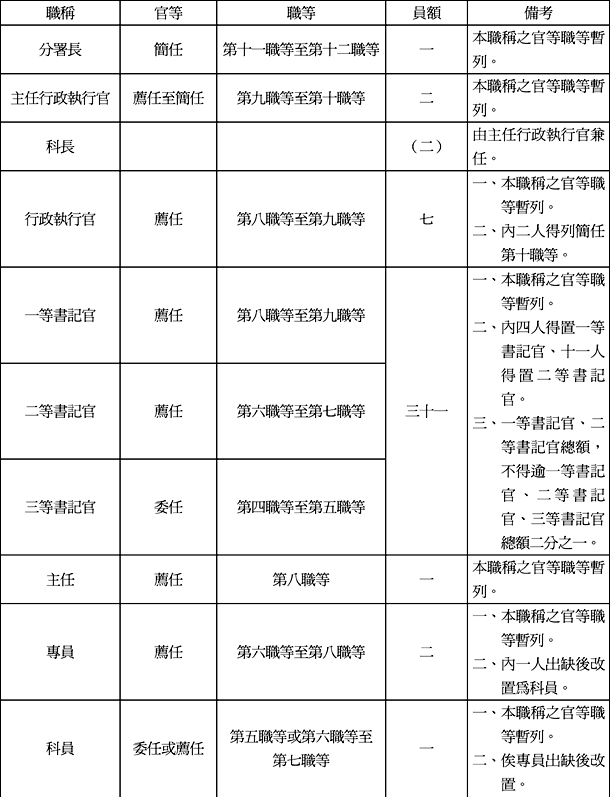 職稱 官等 職等 員額 備考
分署長 簡任 第十一職等至第十二職等 一 本職稱之官等職等暫
列。
主任行政執行官 薦任至簡任 第九職等至第十職等 二 本職稱之官等職等暫
列。
科長 （二） 由主任行政執行官兼
任。
行政執行官 薦任 第八職等至第九職等 七 一、本職稱之官等職
等暫列。
二、內二人得列簡任
第十職等。
一等書記官 薦任 第八職等至第九職等
二等書記官 薦任 第六職等至第七職等
三等書記官 委任 第四職等至第五職等
三十一
一、本職稱之官等職
等暫列。
二、內四人得置一等
書記官、十一人
得置二等書記
官。
三、一等書記官、二
等書記官總額，
不得逾一等書記
官、二等書記
官、三等書記官
總額二分之一。
主任 薦任 第八職等 一 本職稱之官等職等暫
列。
專員 薦任 第六職等至第八職等 二 一、本職稱之官等職
等暫列。
二、內一人出缺後改
置為科員。
科員 委任或薦任 第五職等或第六職等至
第七職等 一 一、本職稱之官等職
等暫列。
二、俟專員出缺後改
置。